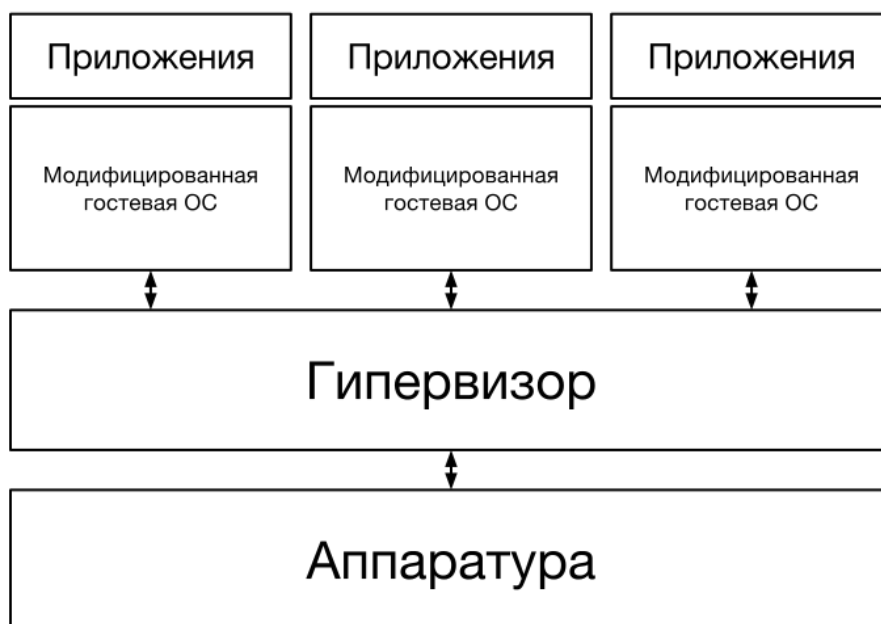 Приложения
Приложения
Приложения
Модифицированная
гостевая ОС
Модифицированная
гостевая ОС
Модифицированная
гостевая ОС
Гипервизор
Аппаратура